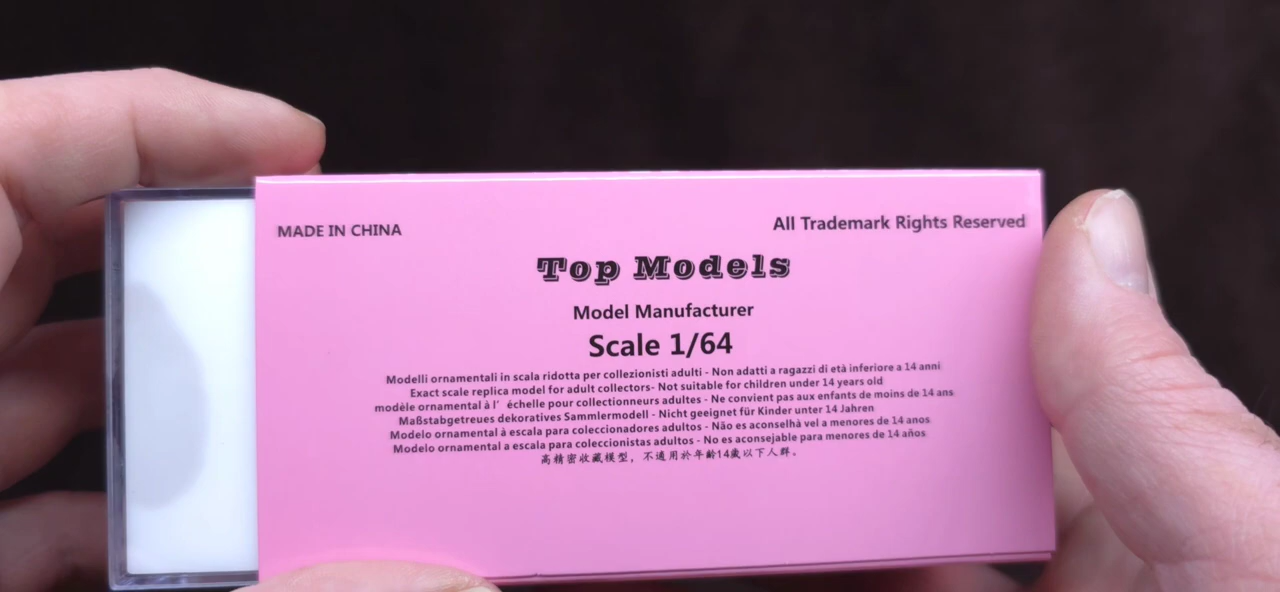 MADE IN CHINA
All Trademark Rights Reserved
Top Models
Model Manufacturer
Scale 1/64
Modelli ornamentali in scala ridotta per collezionisti adulti - Non adatti a ragazzi di età inferiore a 14 anni
Exact scale replica model for adult collectors- Not suitable for children under 14 years old
modèle ornamental à l’échelle pour collectionneurs adultes - Ne convient pas aux enfants de moins de 14 ans
Maßstabgetreues dekoratives Sammlermodell - Nicht geeignet für Kinder unter 14 Jahren
Modelo ornamental à escala para coleccionadores adultos - Não es aconselhà vel a menores de 14 anos
Modelo ornamental a escala para coleccionistas adultos - No es aconsejable para menores de 14 años
高精密收藏模型，不適用於年齡14歲以下人群。